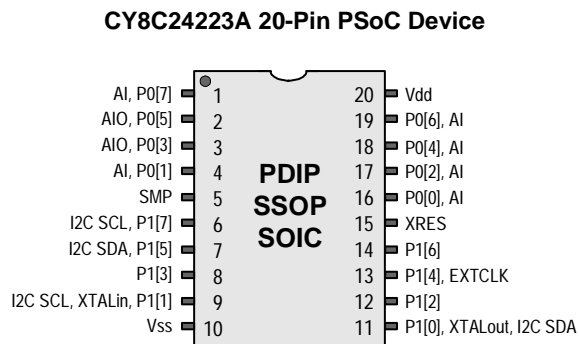 CY8C24223A 20-Pin PSoC Device
AI, P0[7] 1 20 Vdd
AIO, P0[5] 2 19 P0[6], AI
AIO, P0[3] 3 18 P0[4], AI
AI, P0[1] 4 PDIP 17 P0[2], AI
SMP 5 SSOP 16 P0[0], AI
I2C SCL, P1[7] 6 SOIC 15 XRES
I2C SDA, P1[5] 7 14 P1[6]
P1[3] 8 13 P1[4], EXTCLK
I2C SCL, XTALin, P1[1] 9 12 P1[2]
Vss 10 11 P1[0], XTALout, I2C SDA